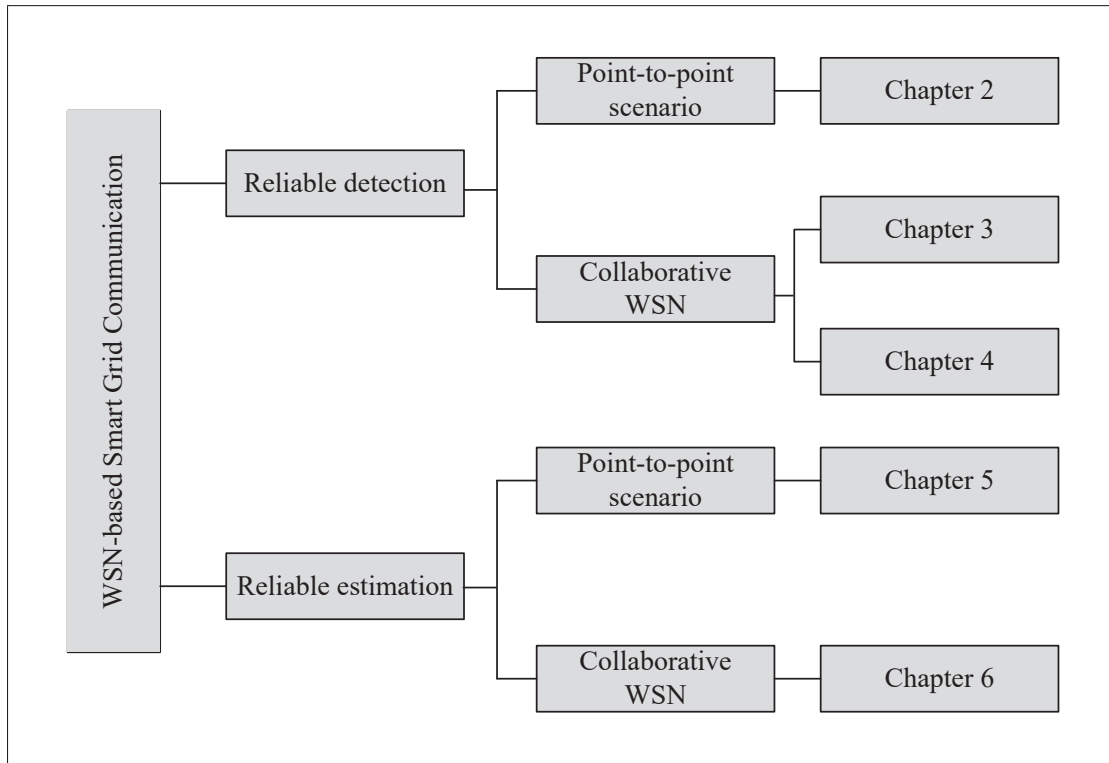 WSN-based Smart Grid Communication
Reliable detection
Point-to-point
scenario
Chapter 2
Collaborative
WSN
Chapter 3
Chapter 4
Reliable estimation
Point-to-point
scenario
Chapter 5
Collaborative
WSN
Chapter 6